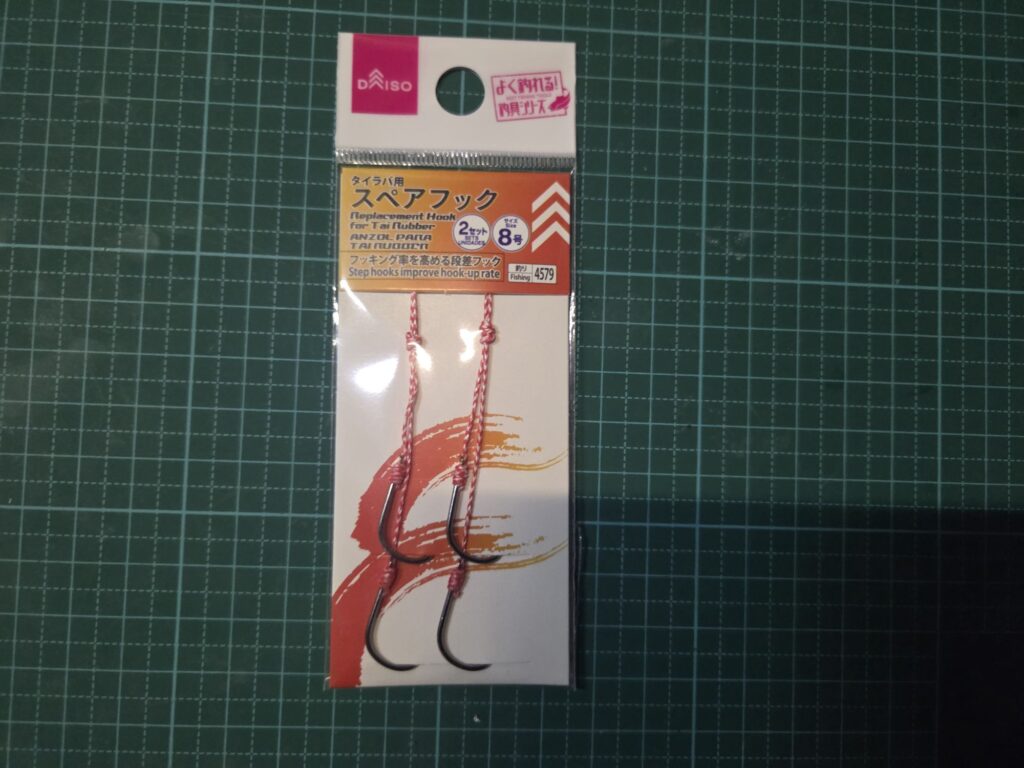 DAISO
よく釣れる!
釣具シリーズ
タイラバ用
スペアフック
Replacement Hook
for Tai Rubber
ANZOL PARA
TAI RUBBER
2セット
SETS
UNIDADES
サイズ
Size
8号
フッキング率を高める段差フック
Step hooks improve hook-up rate
釣り
Fishing
4579